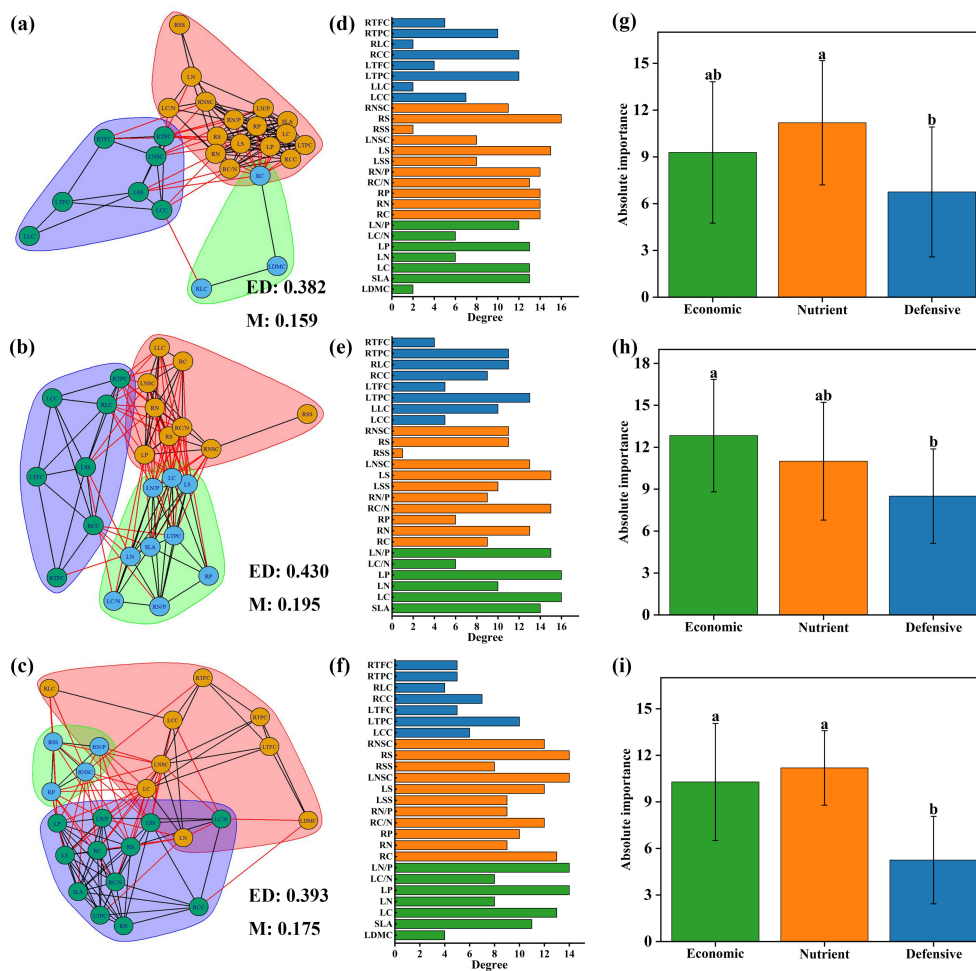 (a)
RSS
LN
LC/N
RNSC
LN/P
RN/P
RP
SLA
RTFC
RTPC
RS
LS
LC
LNSC
RN
LP
LTPC
RCC
RC/N
RC
LSS
LTFC
LCC
LLC
LDMC
RLC
ED: 0.382
M: 0.159
(d)
RTFC
RTPC
RLC
RCC
LTFC
LTPC
LLC
LCC
RNSC
RS
RSS
LNSC
LS
LSS
RN/P
RC/N
RP
RN
RC
LN/P
LC/N
LP
LN
LC
SLA
LDMC
0 2 4 6 8 10 12 14 16
Degree
(g)
Absolute importance
15
12
9
6
3
0
ab
a
b
Economic Nutrient Defensive
(b)
LLC
RC
RTPC
LNSC
LCC
RLC
RN
RSS
RC/N
RS
RNSC
LP
LSS
LTFC
LC
LN/P
LS
RCC
LTPC
SLA
LN
RTFC
RP
LC/N
RN/P
ED: 0.430
M: 0.195
(e)
RTFC
RTPC
RLC
RCC
LTFC
LTPC
LLC
LCC
RNSC
RS
RSS
LNSC
LS
LSS
RN/P
RC/N
RP
RN
RC
LN/P
LC/N
LP
LN
LC
SLA
0 2 4 6 8 10 12 14 16
Degree
(h)
Absolute importance
18
15
12
9
6
3
0
a
ab
b
Economic Nutrient Defensive
(c)
RTPC
RLC
LCC
RSS
RN/P
LTFC
LNSC
RNSC
RP
LC
LDMC
LP
LN/P
LSS
LC/N
LN
LS
RC
RS
RC/N
SLA
LTPC
RCC
RN
ED: 0.393
M: 0.175
(f)
RTFC
RTPC
RLC
RCC
LTFC
LTPC
LCC
RNSC
RS
RSS
LNSC
LS
LSS
RN/P
RC/N
RP
RN
RC
LN/P
LC/N
LP
LN
LC
SLA
LDMC
0 2 4 6 8 10 12 14
Degree
(i)
Absolute importance
15
12
9
6
3
0
a
a
b
Economic Nutrient Defensive